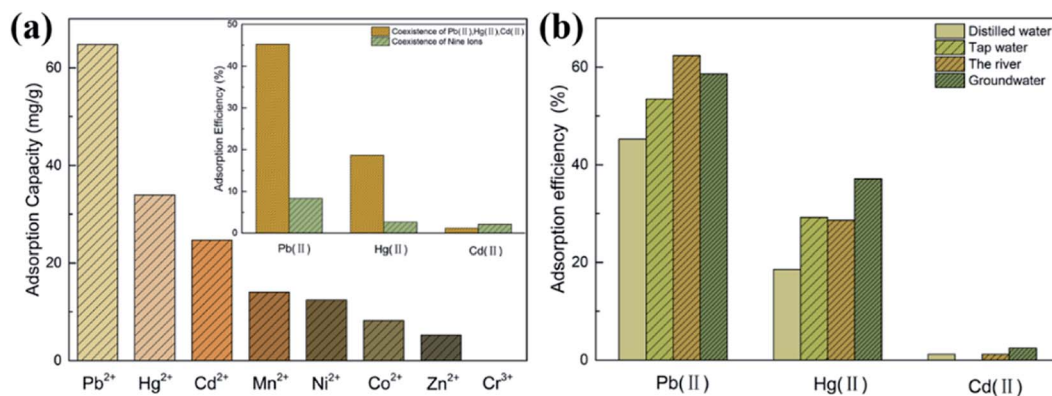 (a)
Adsorption Capacity (mg/g)
60
40
20
0
Pb²⁺ Hg²⁺ Cd²⁺ Mn²⁺ Ni²⁺ Co²⁺ Zn²⁺ Cr³⁺
Adsorption Efficiency (%)
50
40
30
20
10
0
Coexistence of Pb(Ⅱ),Hg(Ⅱ),Cd(Ⅱ)
Coexistence of Nine Ions
Pb(Ⅱ) Hg(Ⅱ) Cd(Ⅱ)
(b)
Adsorption efficiency (%)
60
40
20
0
Distilled water
Tap water
The river
Groundwater
Pb(Ⅱ) Hg(Ⅱ) Cd(Ⅱ)